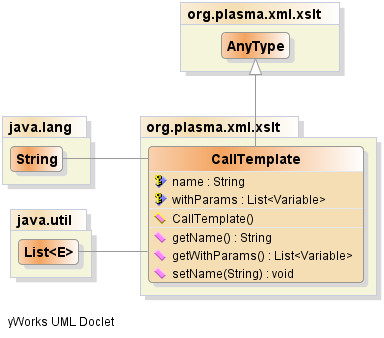 org.plasma.xml.xslt
AnyType
java.lang
String
org.plasma.xml.xslt
CallTemplate
name : String
withParams : List<Variable>
CallTemplate()
getName() : String
getWithParams() : List<Variable>
setName(String) : void
java.util
List<E>
yWorks UML Doclet